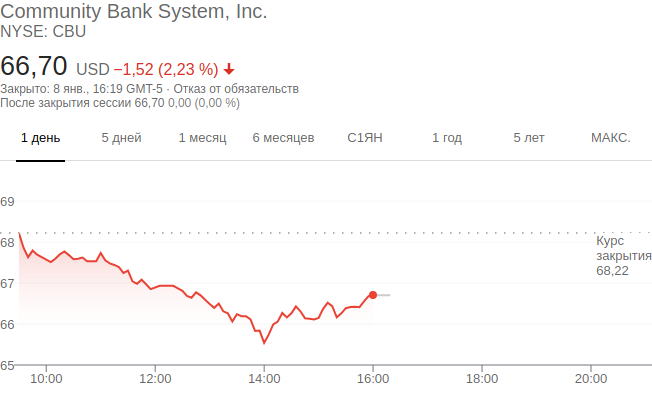 Community Bank System, Inc.
NYSE: CBU
66,70 USD −1,52 (2,23 %)
Закрыто: 8 янв., 16:19 GMT-5 · Отказ от обязательств
После закрытия сессии 66,70 0,00 (0,00 %)
1 день 5 дней 1 месяц 6 месяцев С1ЯН 1 год 5 лет МАКС.
69
68
67
66
65
Курс
закрытия
68,22
10:00 12:00 14:00 16:00 18:00 20:00